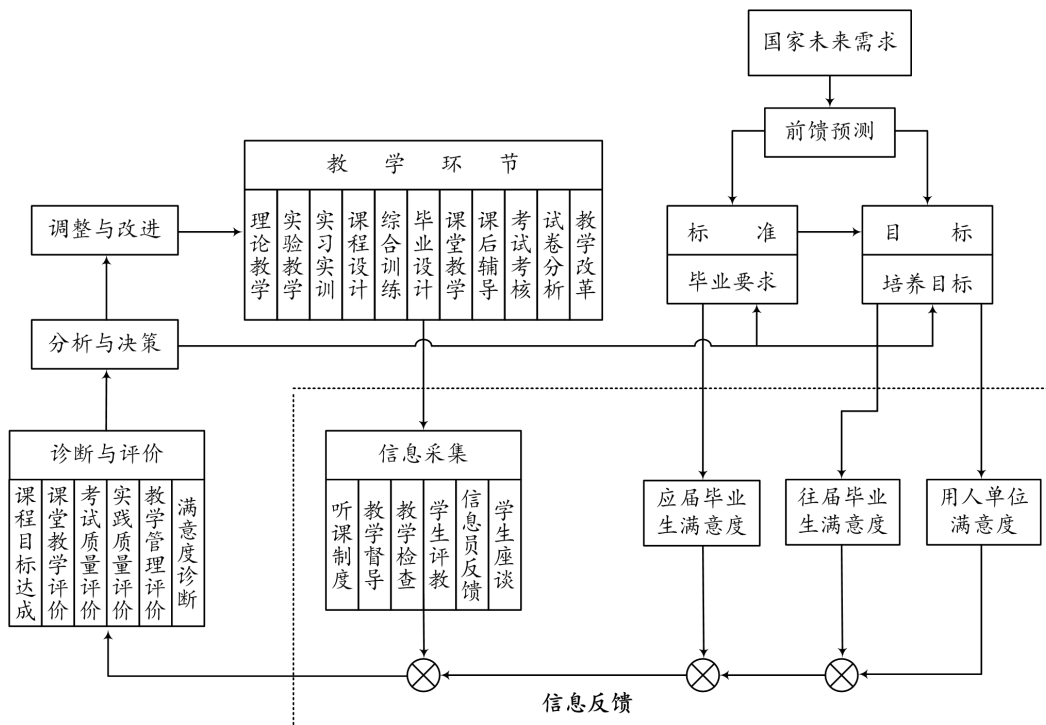 国家未来需求
前馈预测
教 学 环 节
理论教学
实验教学
实习实训
课程设计
综合训练
毕业设计
课堂教学
课后辅导
考试考核
试卷分析
教学改革
调整与改进
标 准
毕业要求
目 标
培养目标
分析与决策
诊断与评价
课程目标达成
课堂教学评价
考试质量评价
实践质量评价
教学管理评价
满意度诊断
信息采集
听课制度
教学督导
教学检查
学生评教
信息员反馈
学生座谈
应届毕业
生满意度
往届毕业
生满意度
用人单位
满意度
信息反馈